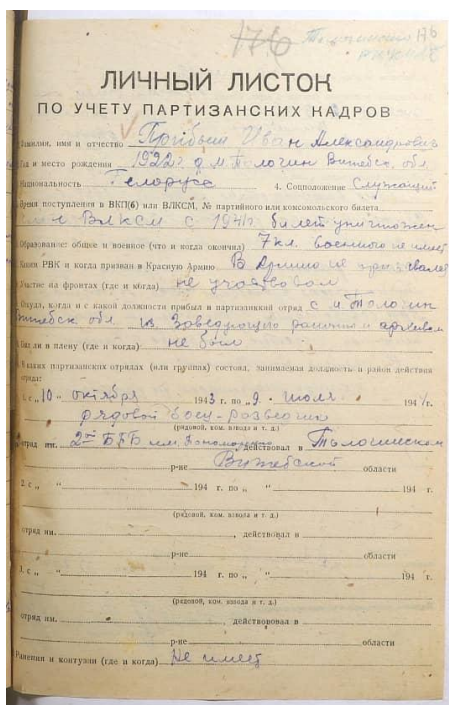 176
176
ЛИЧНЫЙ ЛИСТОК
ПО УЧЕТУ ПАРТИЗАНСКИХ КАДРОВ
Фамилия, имя и отчество Иван Александрович
Год и место рождения 1922 г. д. м. Толочин Витебск. обл.
Национальность Белорусс 4. Соцположение Служащий
Время поступления в ВКП(б) или ВЛКСМ, № партийного или комсомольского билета
ВЛКСМ с 1941 билет уничтожен
Образование: общее и военное (что и когда окончил) 7 кл. Военного не имеет
Каким РВК и когда призван в Красную Армию В Армию не призывался
Участие на фронтах (где и когда) не участвовал
Откуда, когда и с какой должности прибыл в партизанский отряд с м Толочин
Витебск обл. из Заведующего архивом
Был ли в плену (где и когда) не был
В каких партизанских отрядах (или группах) состоял, занимаемая должность и район действия
отряда:
1. с „10 октября 1943 г. по „9 июля 1944 г.
рядовой боец-разведчик
(рядовой, ком. взвода и т. д.)
отряд им. 2ой БРБ им. действовал в Толочинском
р-не Витебской области
2. с „ “ 194 г. по „ “ 194 г.
(рядовой, ком. взвода и т. д.)
отряд им. , действовал в
р-не области
3. с „ “ 194 г. по „ “ 194 г.
(рядовой, ком. взвода и т. д.)
отряд им. , действовал в
р-не области
Ранения и контузии (где и когда) Не имеет